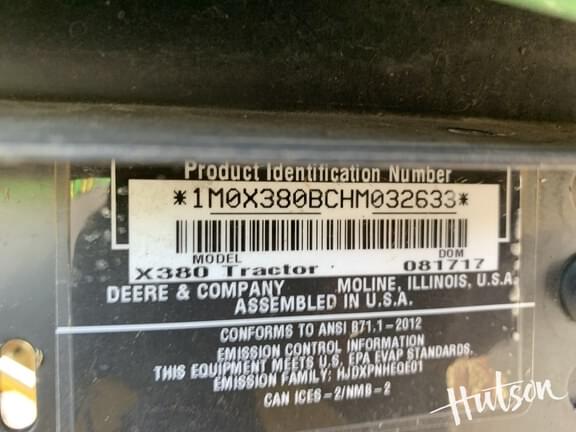 Product Identification Number
*1M0X380BCHM032633*
MODEL DOM
X380 Tractor 081717
DEERE & COMPANY MOLINE, ILLINOIS, U.S.A.
ASSEMBLED IN U.S.A.
CONFORMS TO ANSI B71.1-2012
EMISSION CONTROL INFORMATION
THIS EQUIPMENT MEETS U.S. EPA EVAP STANDARDS.
EMISSION FAMILY: HJDXPNHEQE01
CAN ICES-2/NMB-2
Hutson